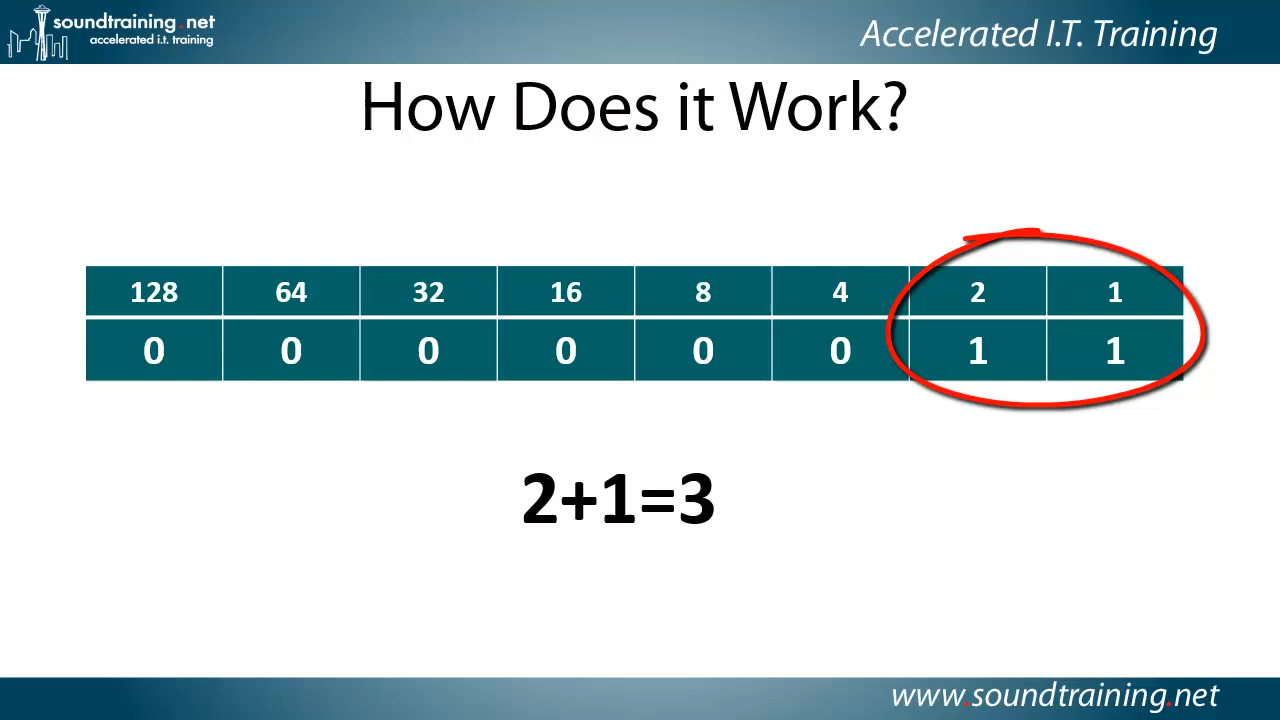 soundtraining.net
accelerated i.t. training
Accelerated I.T. Training
How Does it Work?
128 64 32 16 8 4 2 1
0 0 0 0 0 0 1 1
2+1=3
www.soundtraining.net